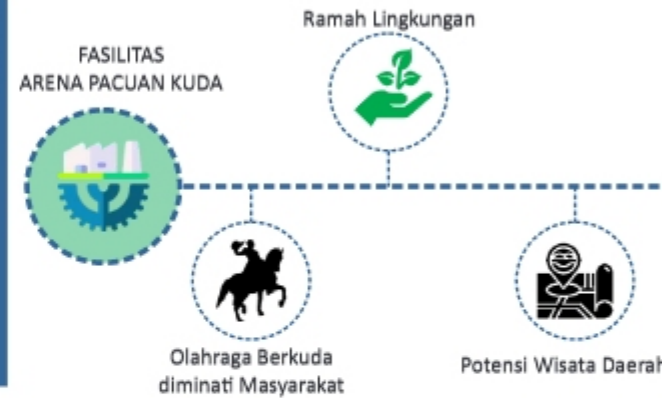 Ramah Lingkungan
FASILITAS
ARENA PACUAN KUDA
Olahraga Berkuda
diminati Masyarakat
Potensi Wisata Daerah